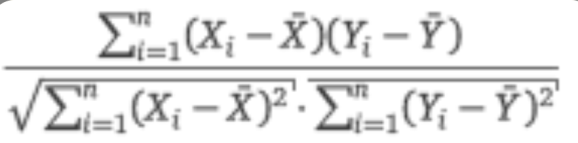 ∑ⁿᵢ₌₁(Xᵢ − X̄)(Yᵢ − Ȳ)
√∑ⁿᵢ₌₁(Xᵢ − X̄)² · ∑ⁿᵢ₌₁(Yᵢ − Ȳ)²